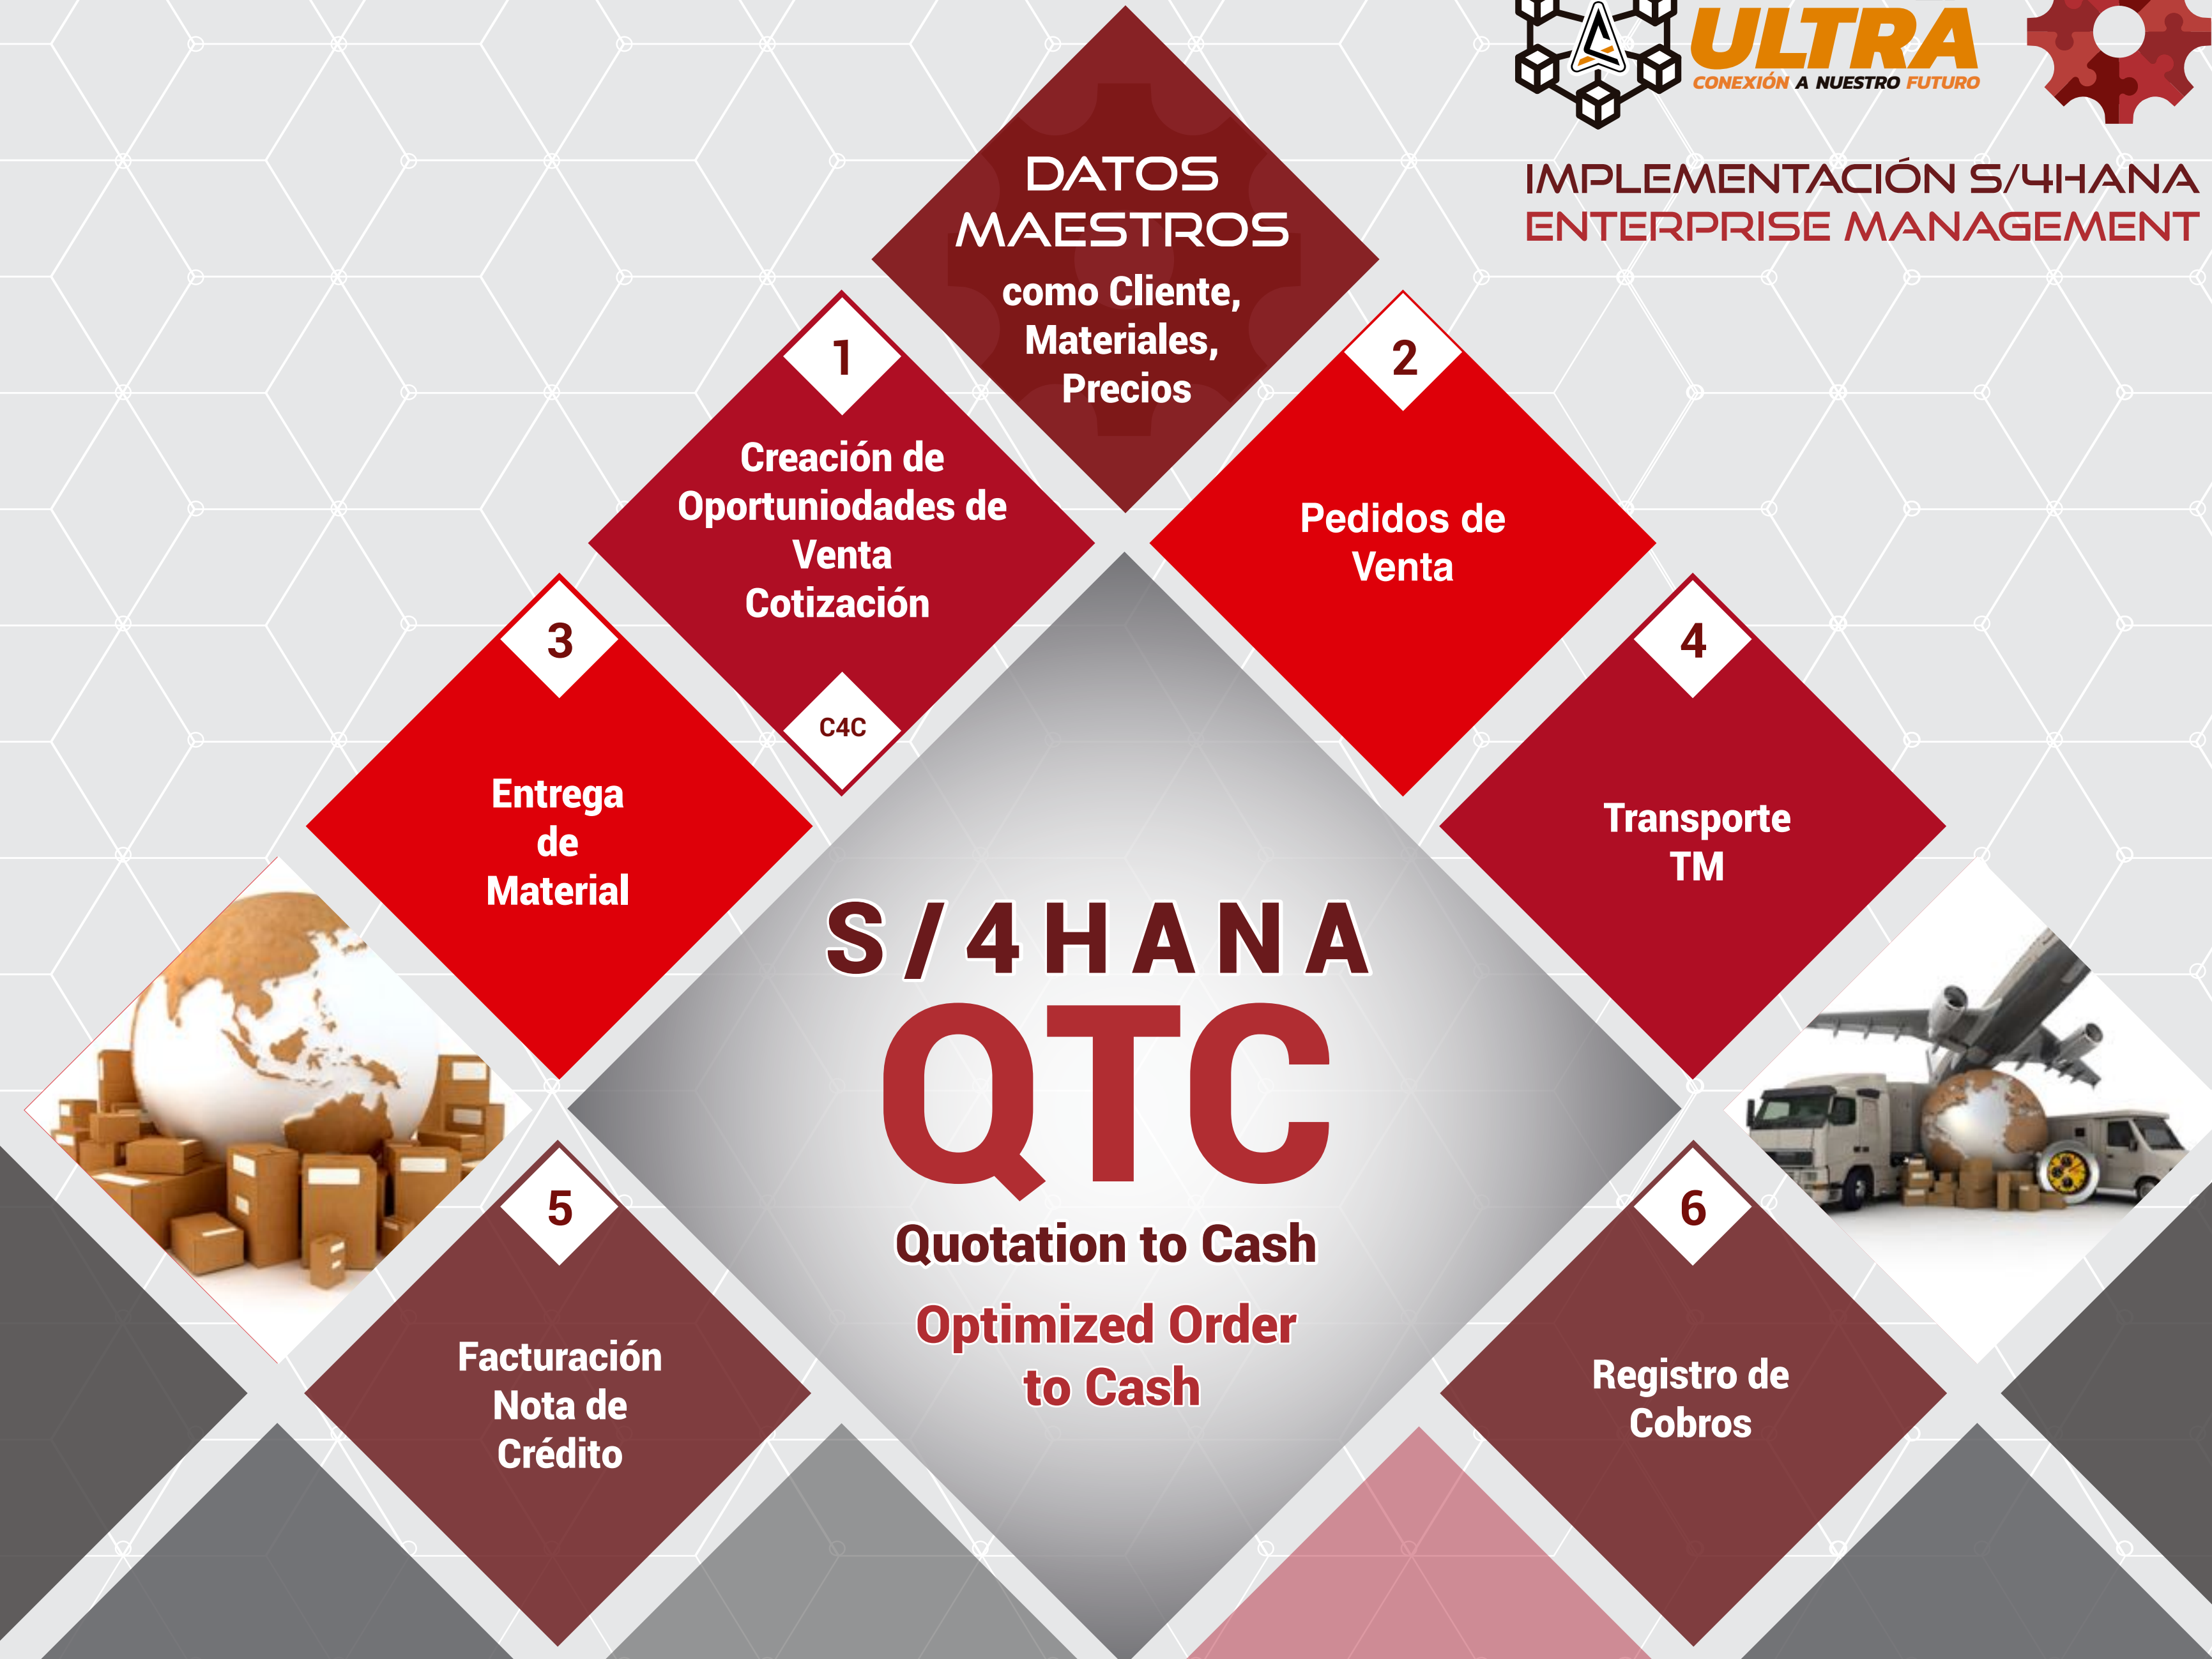 ULTRA
CONEXIÓN A NUESTRO FUTURO
IMPLEMENTACIÓN S/4HANA
ENTERPRISE MANAGEMENT
DATOS
MAESTROS
como Cliente,
Materiales,
Precios
1
Creación de
Oportuniodades de
Venta
Cotización
C4C
2
Pedidos de
Venta
3
Entrega
de
Material
4
Transporte
TM
S/4HANA
QTC
Quotation to Cash
Optimized Order
to Cash
5
Facturación
Nota de
Crédito
6
Registro de
Cobros